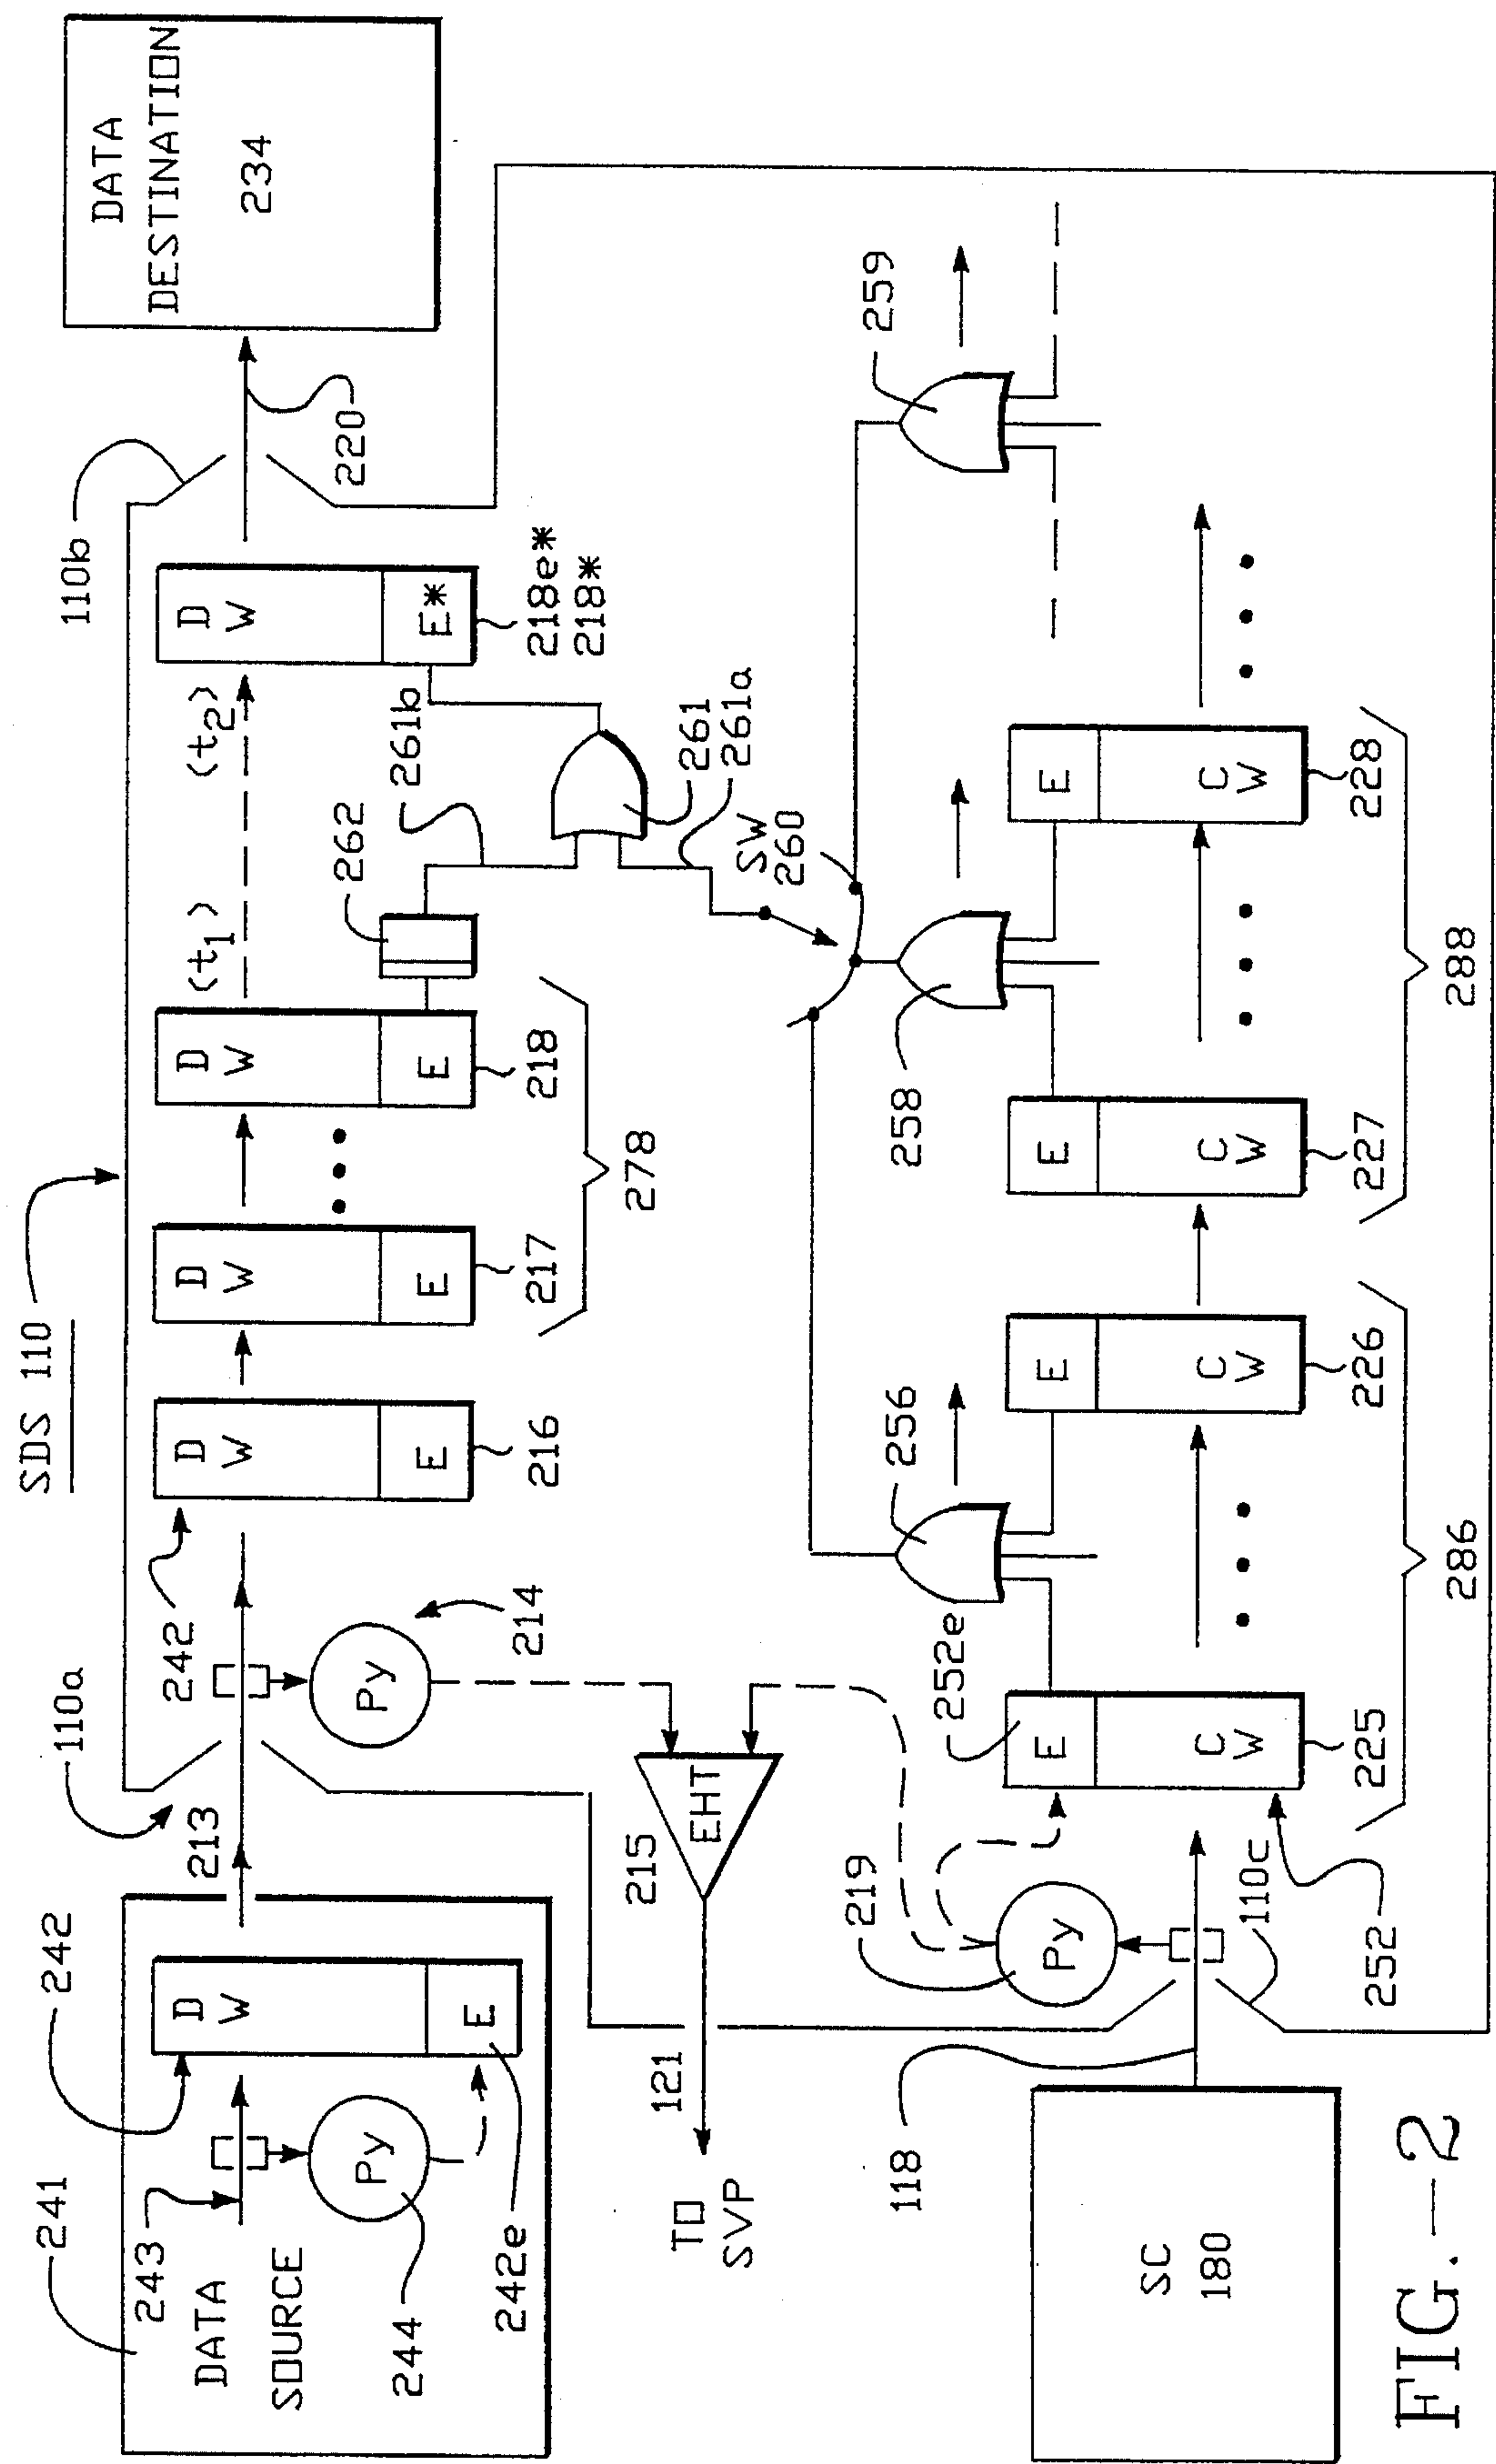 241
243
DATA
SOURCE
Py
244
D
W
E
242
242e
213
110a
SDS 110
242
Py
214
D
W
E
216
D
W
E
217
D
W
E
218
278
(t1)
(t2)
262
261b
261
261a
D
W
E*
218e*
218*
110b
220
DATA
DESTINATION
234
TO
SVP
121
215
EHT
SW
260
256
258
259
SC
180
118
110c
219
Py
252
252e
E
C
W
225
E
C
W
226
286
E
C
W
227
E
C
W
228
288
FIG.-2